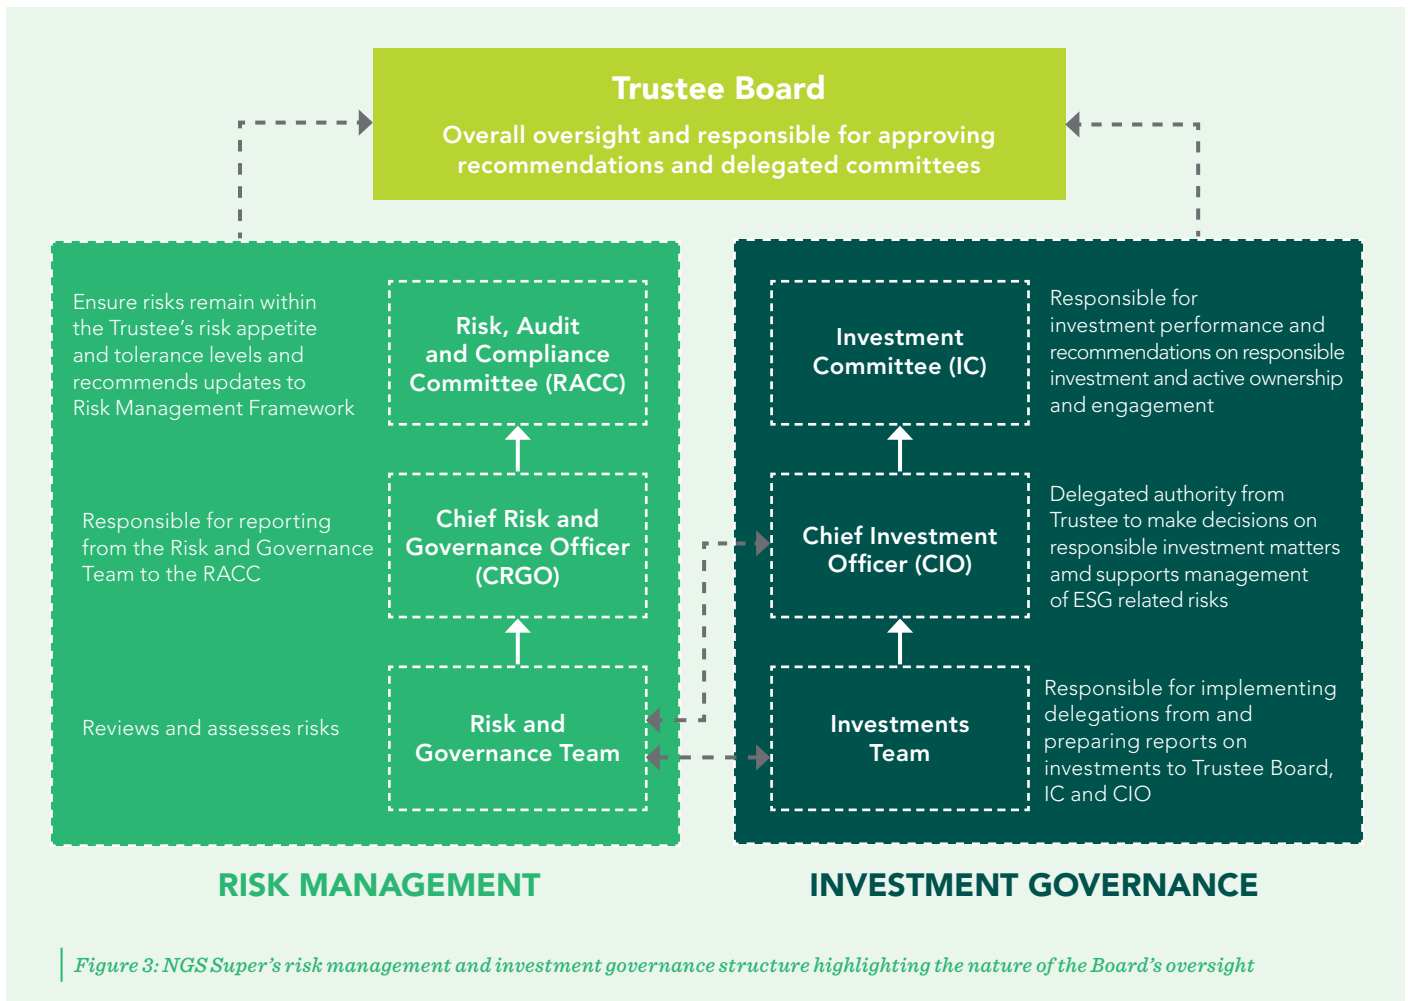 Trustee Board
Overall oversight and responsible for approving
recommendations and delegated committees
Ensure risks remain within
the Trustee’s risk appetite
and tolerance levels and
recommends updates to
Risk Management Framework
Risk, Audit
and Compliance
Committee (RACC)
Responsible for reporting
from the Risk and Governance
Team to the RACC
Chief Risk and
Governance Officer
(CRGO)
Reviews and assesses risks
Risk and
Governance Team
RISK MANAGEMENT
Investment
Committee (IC)
Responsible for
investment performance and
recommendations on responsible
investment and active ownership
and engagement
Chief Investment
Officer (CIO)
Delegated authority from
Trustee to make decisions on
responsible investment matters
amd supports management
of ESG related risks
Investments
Team
Responsible for implementing
delegations from and
preparing reports on
investments to Trustee Board,
IC and CIO
INVESTMENT GOVERNANCE
Figure 3: NGS Super’s risk management and investment governance structure highlighting the nature of the Board’s oversight